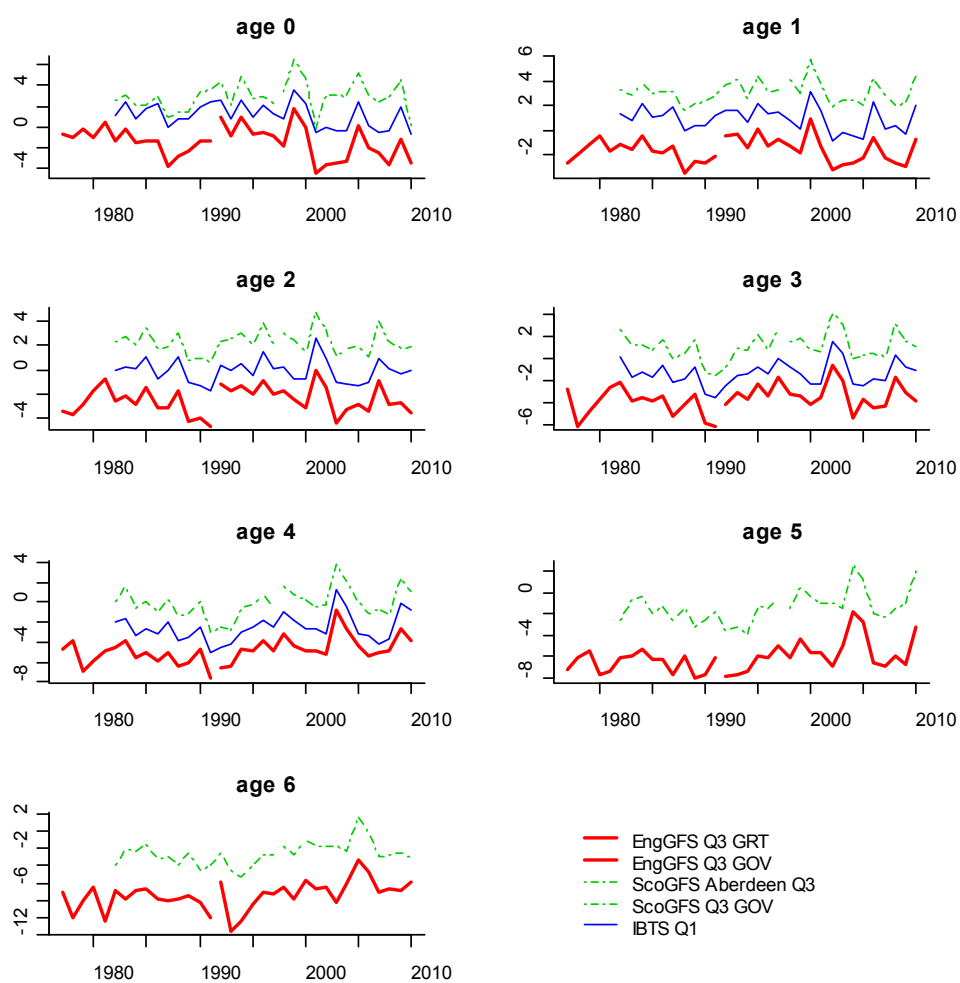 age 0
4
0
-4
1980 1990 2000 2010
age 1
6
2
-2
1980 1990 2000 2010
age 2
4
0
-4
1980 1990 2000 2010
age 3
2
-2
-6
1980 1990 2000 2010
age 4
4
0
-4
-8
1980 1990 2000 2010
age 5
0
-4
-8
1980 1990 2000 2010
age 6
2
-2
-6
-12
1980 1990 2000 2010
EngGFS Q3 GRT
EngGFS Q3 GOV
ScoGFS Aberdeen Q3
ScoGFS Q3 GOV
IBTS Q1